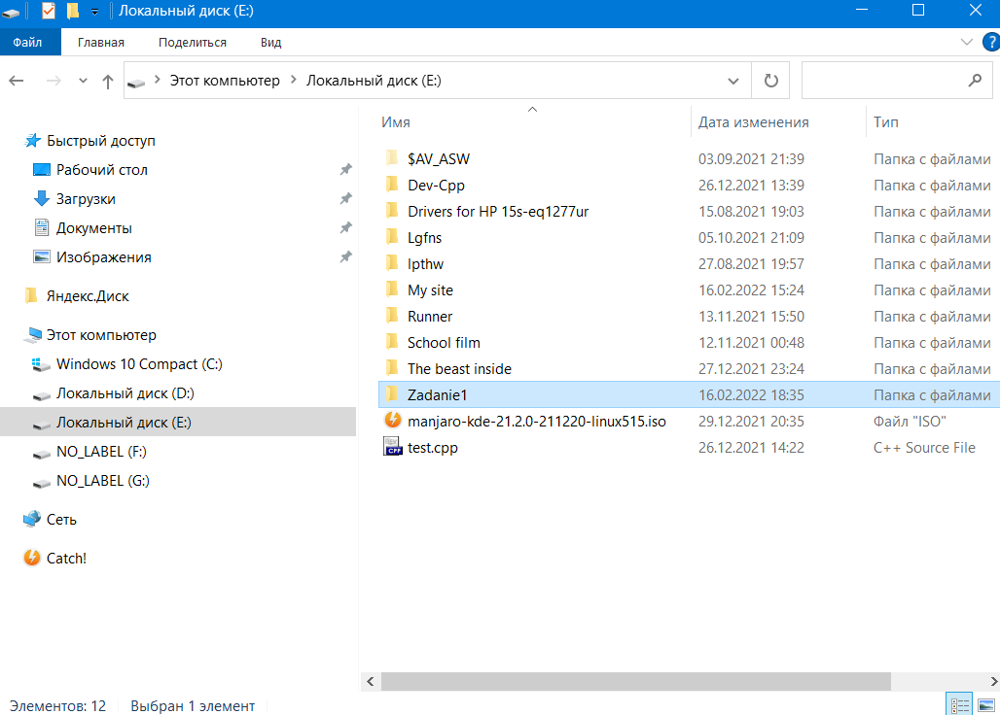 Локальный диск (E:)
Файл Главная Поделиться Вид
Этот компьютер Локальный диск (E:)
Имя Дата изменения Тип
Быстрый доступ
Рабочий стол
Загрузки
Документы
Изображения
Яндекс.Диск
Этот компьютер
Windows 10 Compact (C:)
Локальный диск (D:)
Локальный диск (E:)
NO_LABEL (F:)
NO_LABEL (G:)
Сеть
Catch!
$AV_ASW 03.09.2021 21:39 Папка с файлами
Dev-Cpp 26.12.2021 13:39 Папка с файлами
Drivers for HP 15s-eq1277ur 15.08.2021 19:03 Папка с файлами
Lgfns 05.10.2021 21:09 Папка с файлами
Ipthw 27.08.2021 19:57 Папка с файлами
My site 16.02.2022 15:24 Папка с файлами
Runner 13.11.2021 15:50 Папка с файлами
School film 12.11.2021 00:48 Папка с файлами
The beast inside 27.12.2021 23:24 Папка с файлами
Zadanie1 16.02.2022 18:35 Папка с файлами
manjaro-kde-21.2.0-211220-linux515.iso 29.12.2021 20:35 Файл "ISO"
test.cpp 26.12.2021 14:22 C++ Source File
Элементов: 12 Выбран 1 элемент